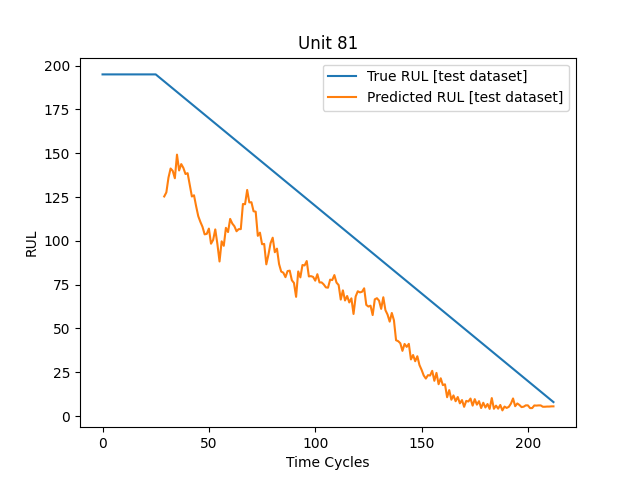 Unit 81
True RUL [test dataset]
Predicted RUL [test dataset]
RUL
200
175
150
125
100
75
50
25
0
0 50 100 150 200
Time Cycles